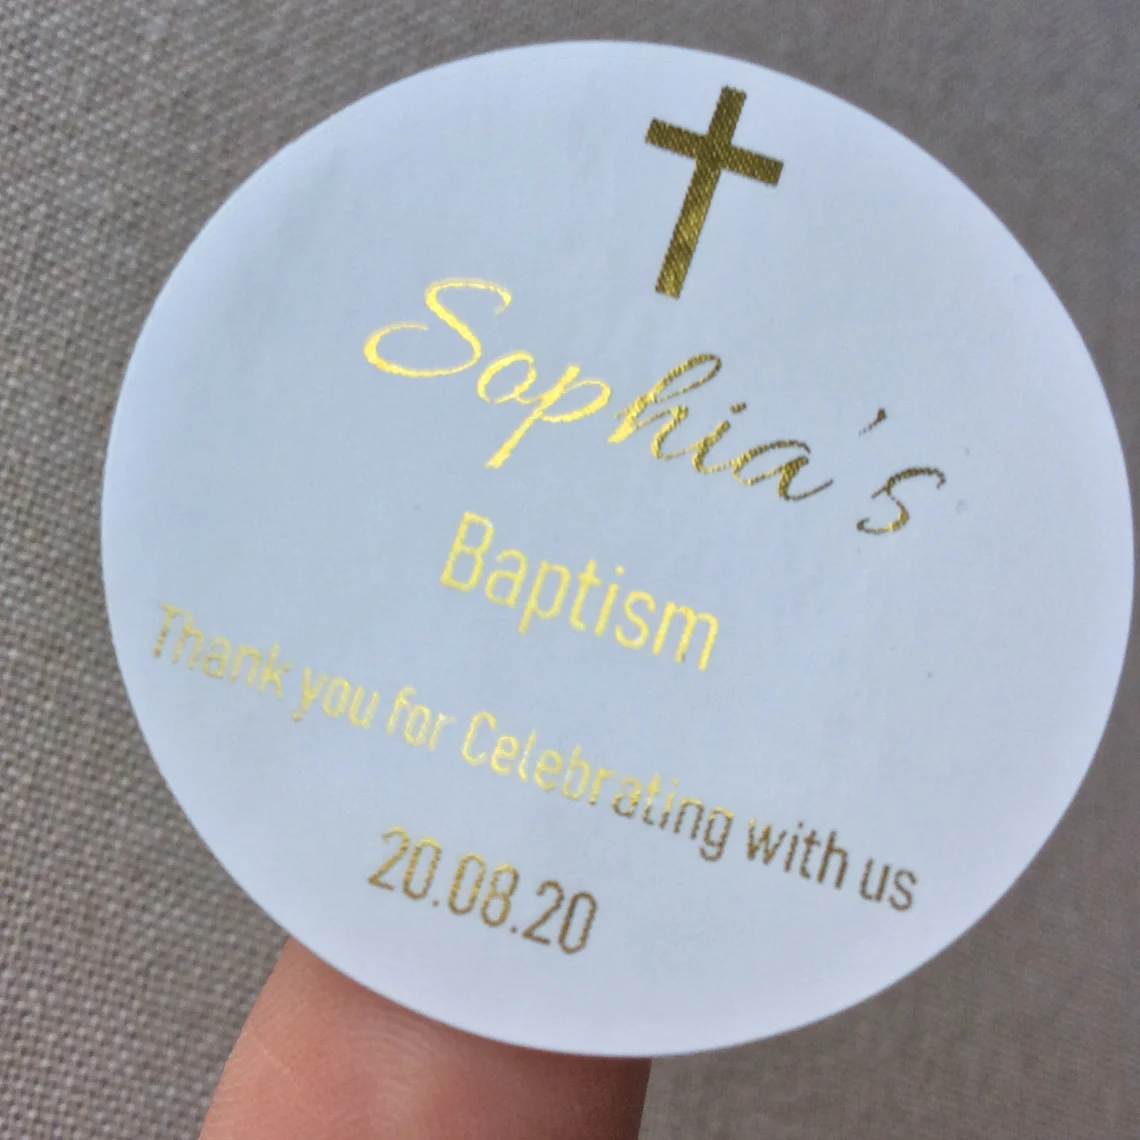 Sophia's
Baptism
Thank you for Celebrating with us
20.08.20